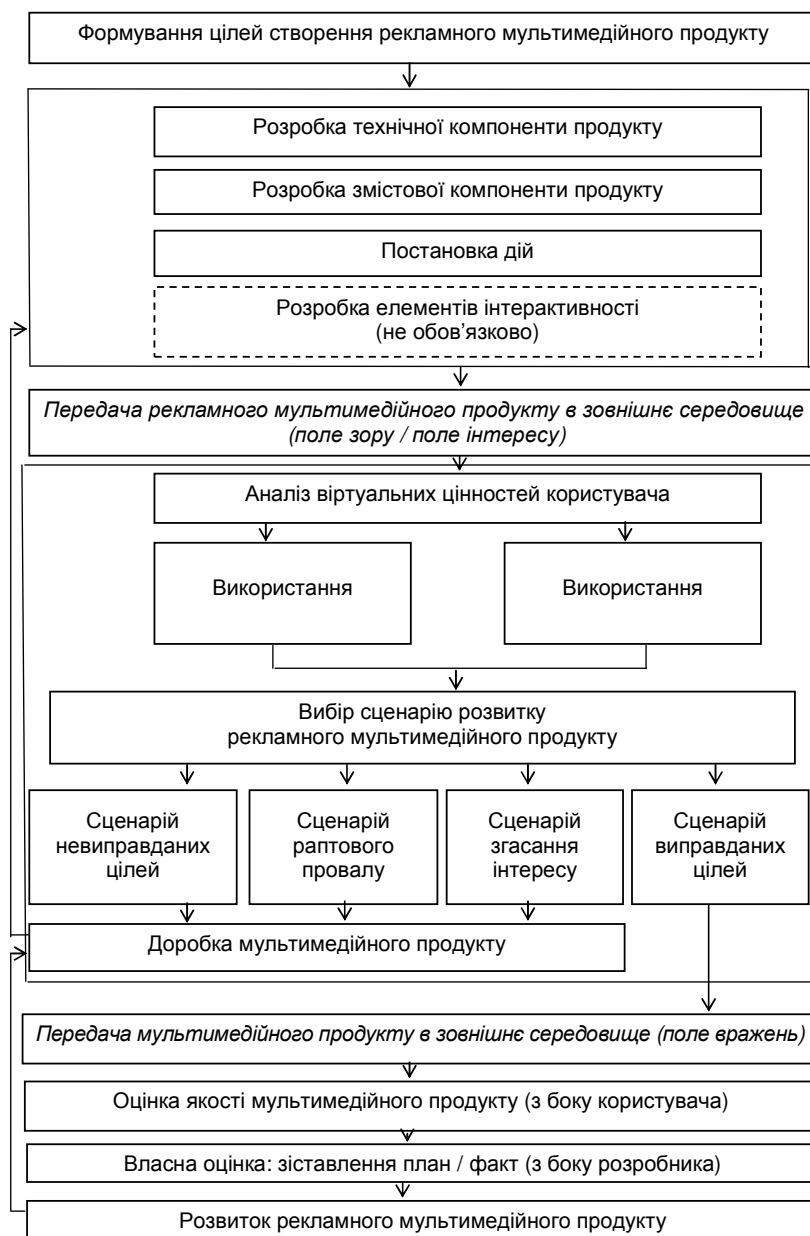 Формування цілей створення рекламного мультимедійного продукту
Розробка технічної компоненти продукту
Розробка змістової компоненти продукту
Постановка дій
Розробка елементів інтерактивності
(не обов’язково)
Передача рекламного мультимедійного продукту в зовнішнє середовище
(поле зору / поле інтересу)
Аналіз віртуальних цінностей користувача
Використання
Використання
Вибір сценарію розвитку
рекламного мультимедійного продукту
Сценарій
невиправданих
цілей
Сценарій
раптового
провалу
Сценарій
згасання
інтересу
Сценарій
виправданих
цілей
Доробка мультимедійного продукту
Передача мультимедійного продукту в зовнішнє середовище (поле вражень)
Оцінка якості мультимедійного продукту (з боку користувача)
Власна оцінка: зіставлення план / факт (з боку розробника)
Розвиток рекламного мультимедійного продукту